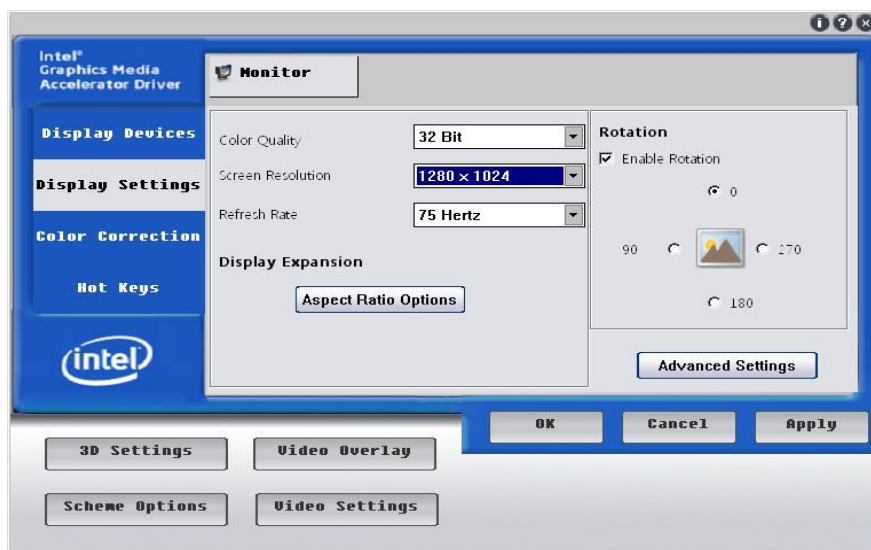 Intel®
Graphics Media
Accelerator Driver
Monitor
Display Devices
Display Settings
Color Correction
Hot Keys
intel
Color Quality
32 Bit
Screen Resolution
1280 x 1024
Refresh Rate
75 Hertz
Display Expansion
Aspect Ratio Options
Rotation
Enable Rotation
0
90
270
180
Advanced Settings
OK
Cancel
Apply
3D Settings
Video Overlay
Scheme Options
Video Settings